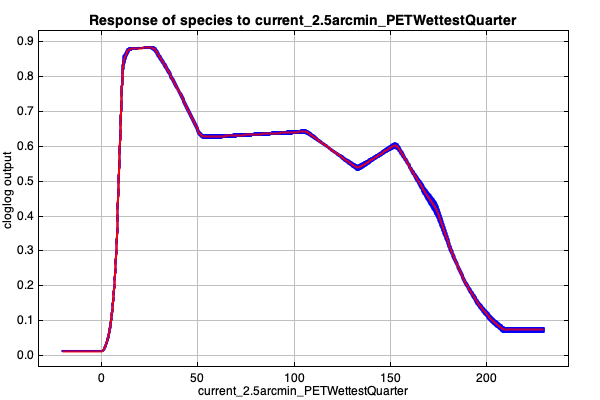 Response of species to current_2.5arcmin_PETWettestQuarter
0.9
0.8
0.7
0.6
0.5
0.4
0.3
0.2
0.1
0.0
cloglog output
0 50 100 150 200
current_2.5arcmin_PETWettestQuarter